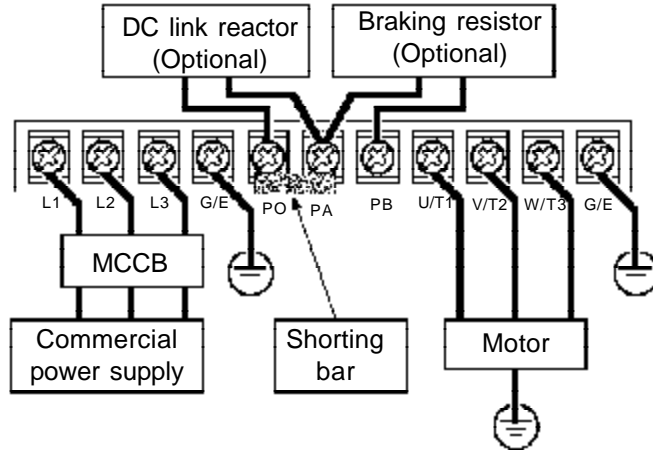 DC link reactor
(Optional)
Braking resistor
(Optional)
L1 L2 L3 G/E PO PA PB U/T1 V/T2 W/T3 G/E
MCCB
Commercial
power supply
Shorting
bar
Motor